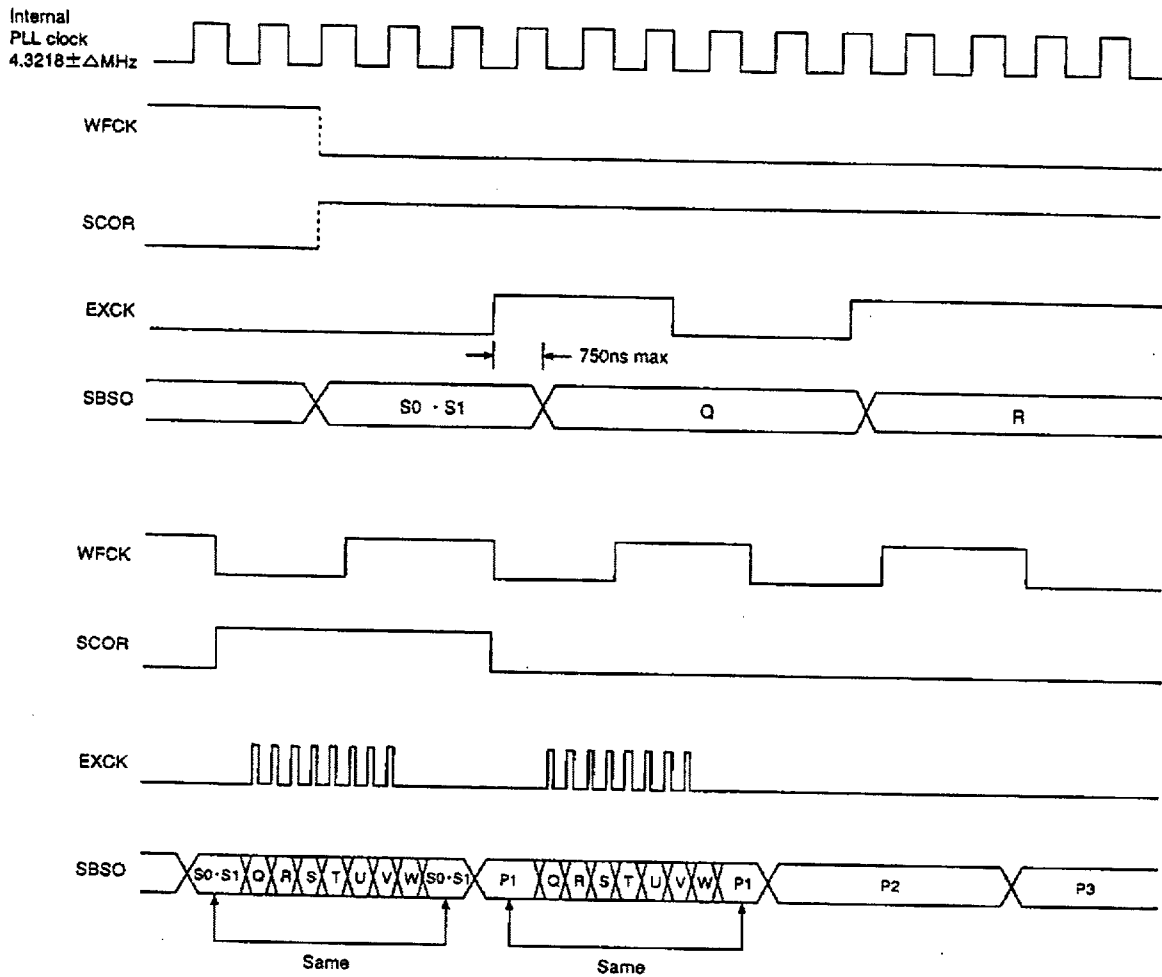 Internal
PLL clock
4.3218±△MHz
WFCK
SCOR
EXCK
750ns max
SBSO
S0 · S1
Q
R
WFCK
SCOR
EXCK
SBSO
S0·S1 Q R S T U V W S0·S1 P1 Q R S T U V W P1 P2 P3
Same
Same